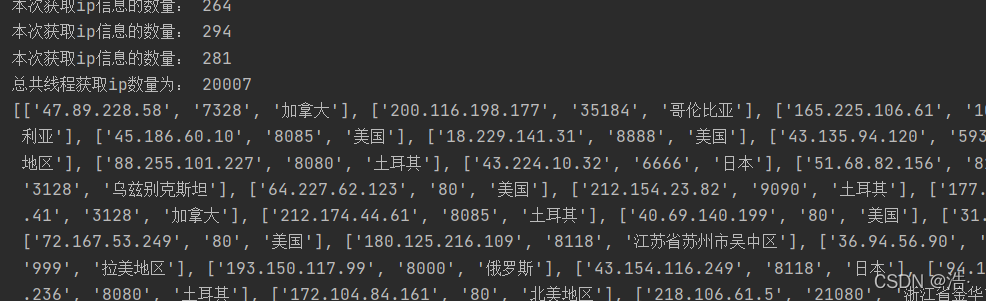 本次获取ip信息的数量： 264
本次获取ip信息的数量： 294
本次获取ip信息的数量： 281
总共线程获取ip数量为： 20007
[['47.89.228.58', '7328', '加拿大'], ['200.116.198.177', '35184', '哥伦比亚'], ['165.225.106.61', '10
利亚'], ['45.186.60.10', '8085', '美国'], ['18.229.141.31', '8888', '美国'], ['43.135.94.120', '593
地区'], ['88.255.101.227', '8080', '土耳其'], ['43.224.10.32', '6666', '日本'], ['51.68.82.156', '8
'3128', '乌兹别克斯坦'], ['64.227.62.123', '80', '美国'], ['212.154.23.82', '9090', '土耳其'], ['177.
.41', '3128', '加拿大'], ['212.174.44.61', '8085', '土耳其'], ['40.69.140.199', '80', '美国'], ['31.
['72.167.53.249', '80', '美国'], ['180.125.216.109', '8118', '江苏省苏州市吴中区'], ['36.94.56.90', '
'999', '拉美地区'], ['193.150.117.99', '8000', '俄罗斯'], ['43.154.116.249', '8118', '日本'], ['94.1
.236', '8080', '土耳其'], ['172.104.84.161', '80', '北美地区'], ['218.106.61.5', '21080', '浙江省金华
CSDN @浩.